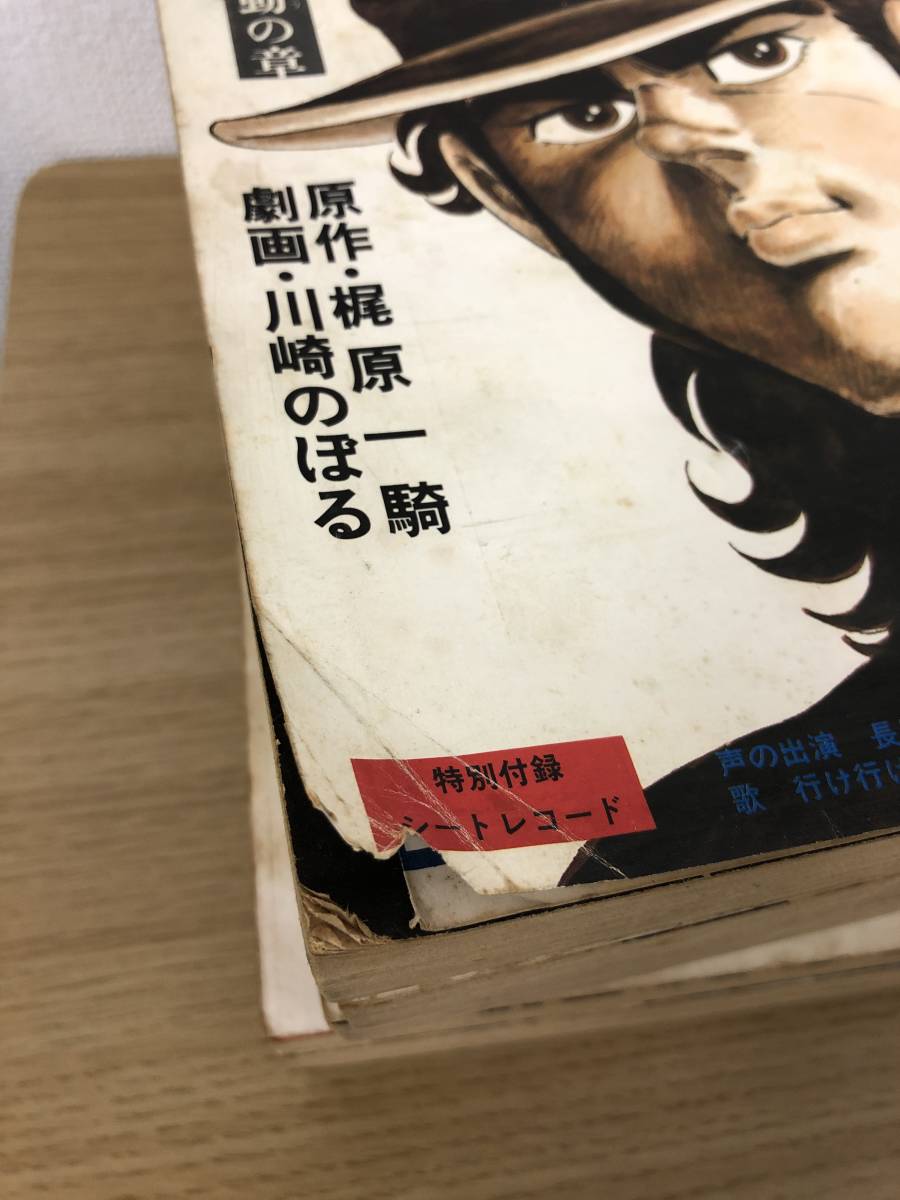 動の章
原作・梶原一騎
劇画・川崎のぼる
特別付録
シートレコード
声の出演 長
歌 行け行け